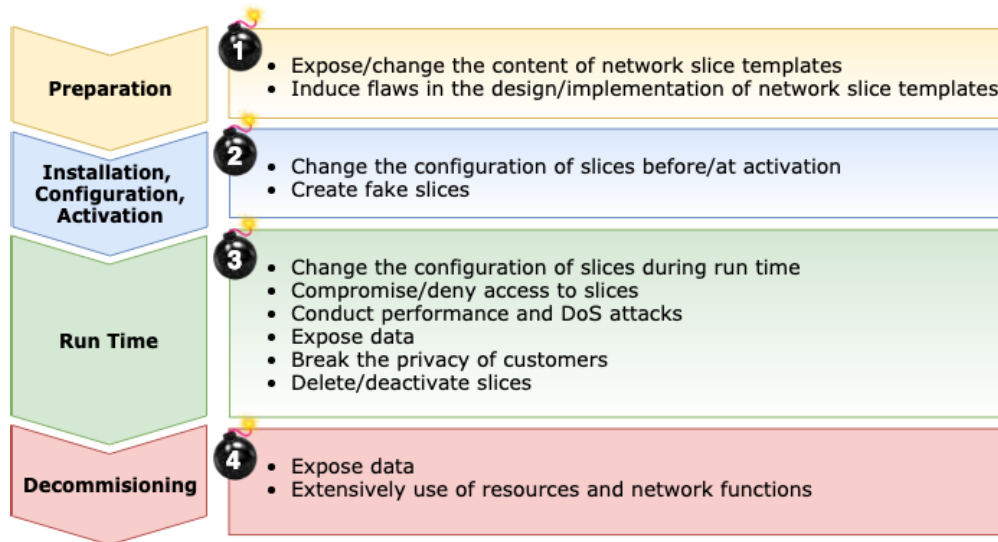 1
Preparation
• Expose/change the content of network slice templates
• Induce flaws in the design/implementation of network slice templates
2
Installation,
Configuration,
Activation
• Change the configuration of slices before/at activation
• Create fake slices
3
Run Time
• Change the configuration of slices during run time
• Compromise/deny access to slices
• Conduct performance and DoS attacks
• Expose data
• Break the privacy of customers
• Delete/deactivate slices
4
Decommisioning
• Expose data
• Extensively use of resources and network functions